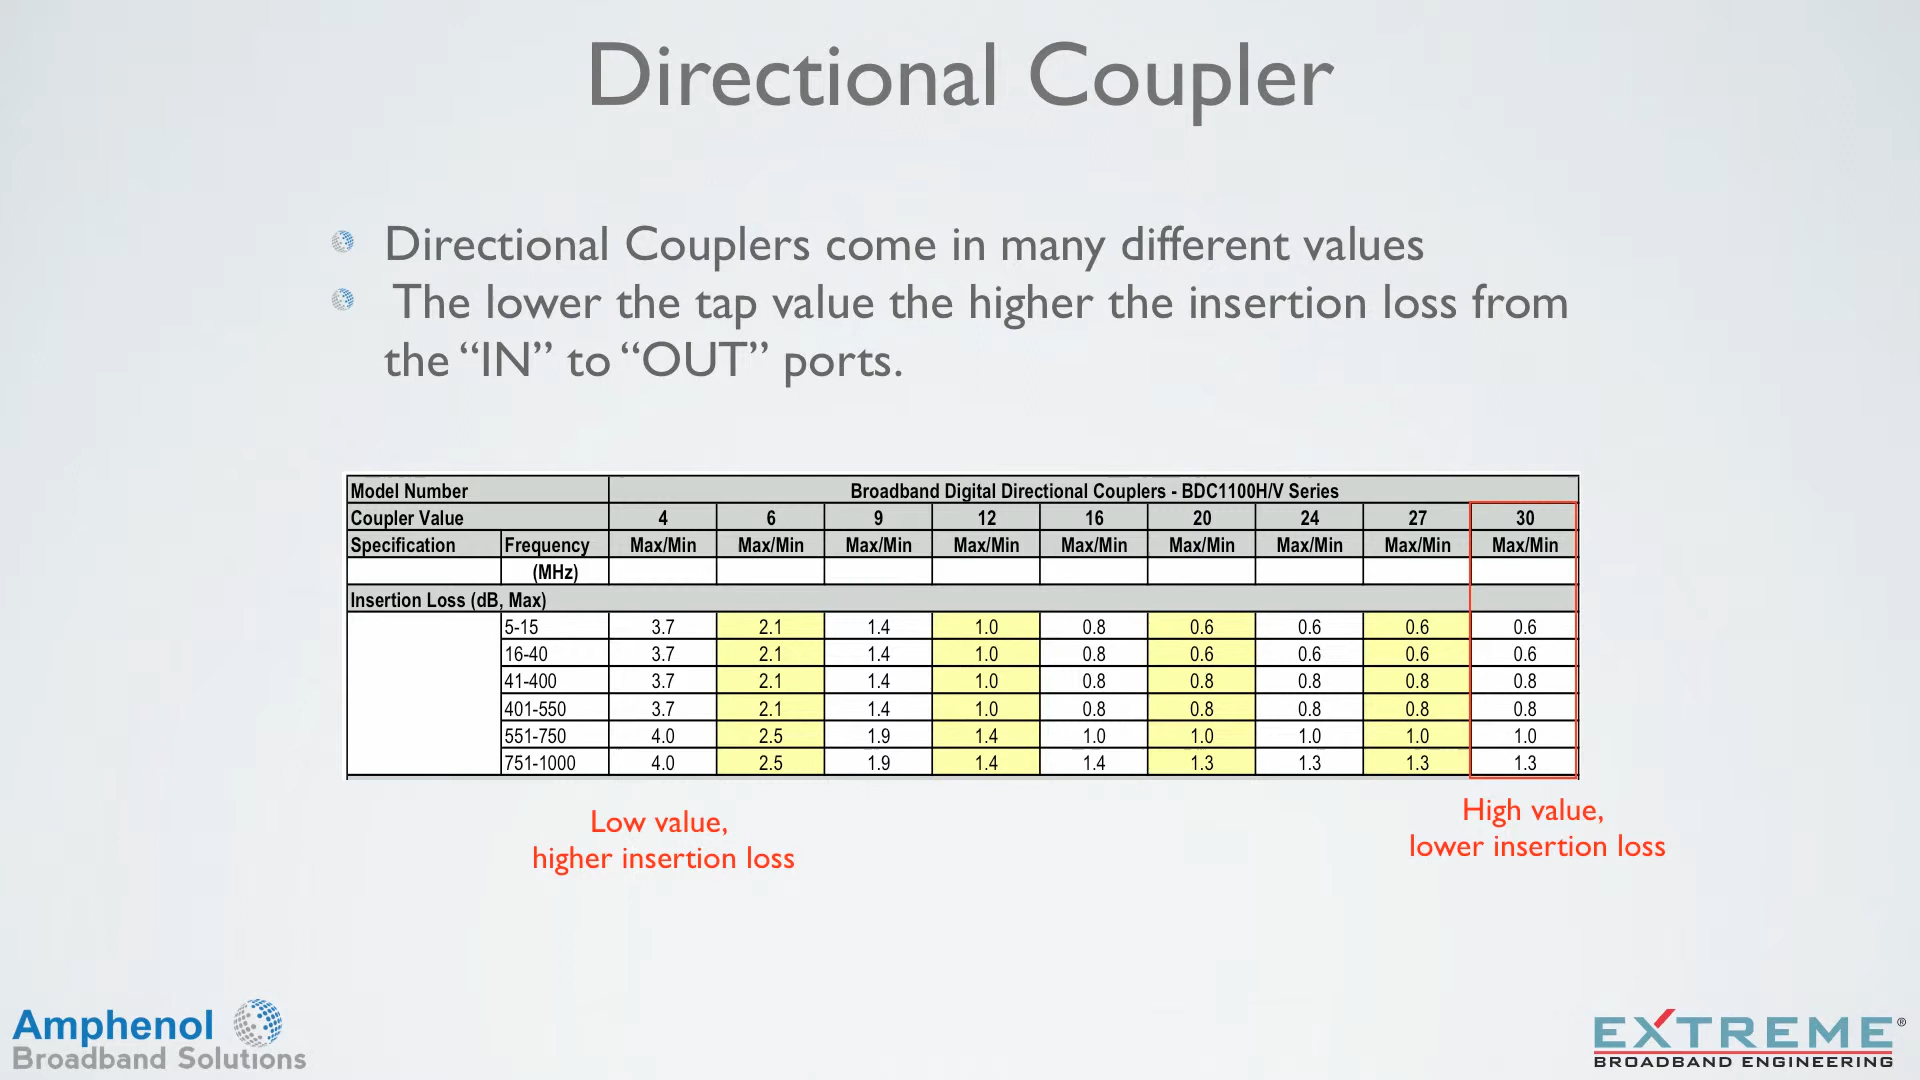 Directional Coupler
Directional Couplers come in many different values
The lower the tap value the higher the insertion loss from
the “IN” to “OUT” ports.
Model Number Broadband Digital Directional Couplers - BDC1100H/V Series
Coupler Value 4 6 9 12 16 20 24 27 30
Specification Frequency Max/Min Max/Min Max/Min Max/Min Max/Min Max/Min Max/Min Max/Min Max/Min
(MHz)
Insertion Loss (dB, Max)
5-15 3.7 2.1 1.4 1.0 0.8 0.6 0.6 0.6 0.6
16-40 3.7 2.1 1.4 1.0 0.8 0.6 0.6 0.6 0.6
41-400 3.7 2.1 1.4 1.0 0.8 0.8 0.8 0.8 0.8
401-550 3.7 2.1 1.4 1.0 0.8 0.8 0.8 0.8 0.8
551-750 4.0 2.5 1.9 1.4 1.0 1.0 1.0 1.0 1.0
751-1000 4.0 2.5 1.9 1.4 1.4 1.3 1.3 1.3 1.3
Low value,
higher insertion loss
High value,
lower insertion loss
Amphenol
Broadband Solutions
EXTREME®
BROADBAND ENGINEERING